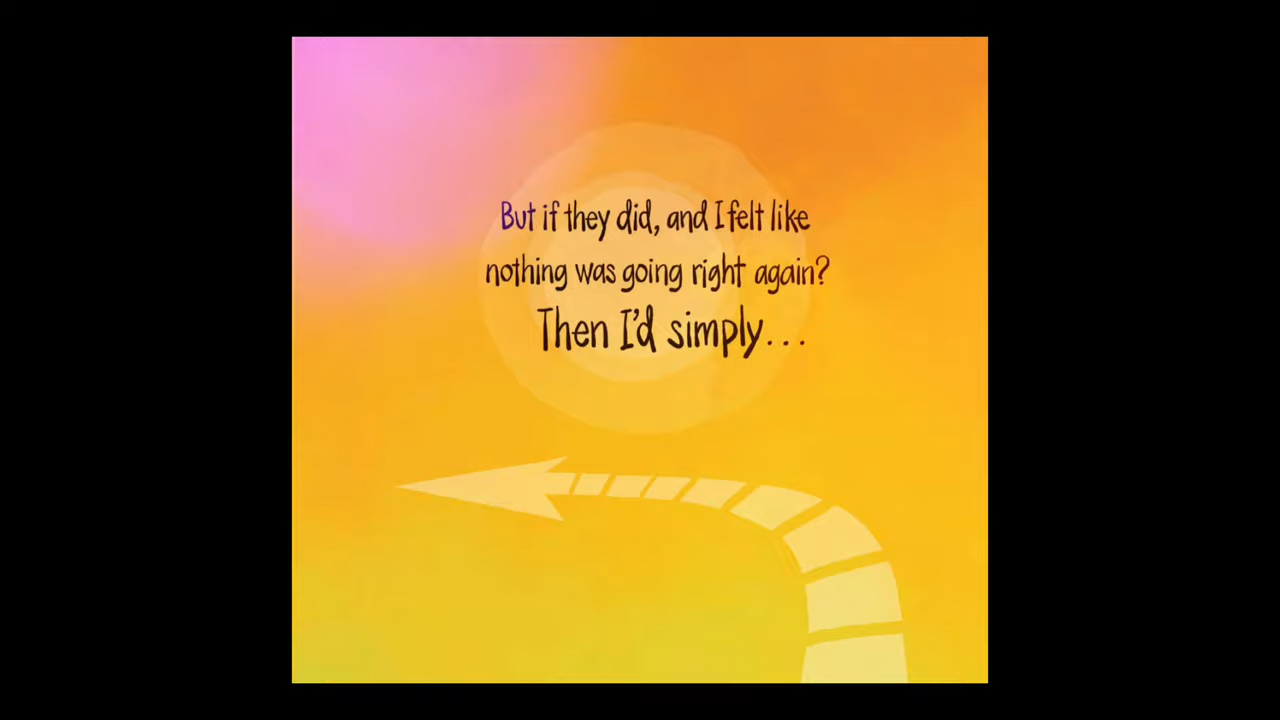 But if they did, and I felt like
nothing was going right again?
Then I'd simply...